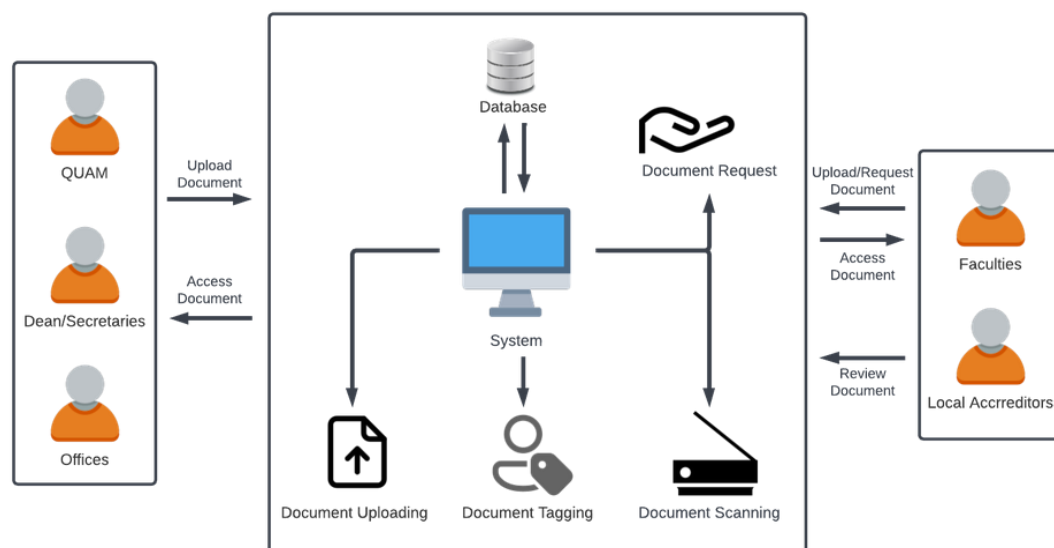 QUAM
Dean/Secretaries
Offices
Upload
Document
Access
Document
Database
Document Request
System
Document Uploading
Document Tagging
Document Scanning
Upload/Request
Document
Access
Document
Review
Document
Faculties
Local Accrreditors